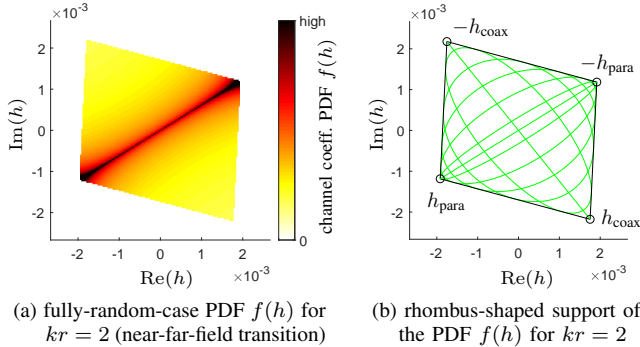 ×10⁻³
high
2
1
0
-1
-2
Im(h)
-2 -1 0 1 2
Re(h) ×10⁻³
channel coeff. PDF f(h)
0
(a) fully-random-case PDF f(h) for
kr = 2 (near-far-field transition)
×10⁻³
−h_coax
−h_para
2
1
0
-1
-2
Im(h)
h_para
h_coax
-2 -1 0 1 2
Re(h) ×10⁻³
(b) rhombus-shaped support of
the PDF f(h) for kr = 2